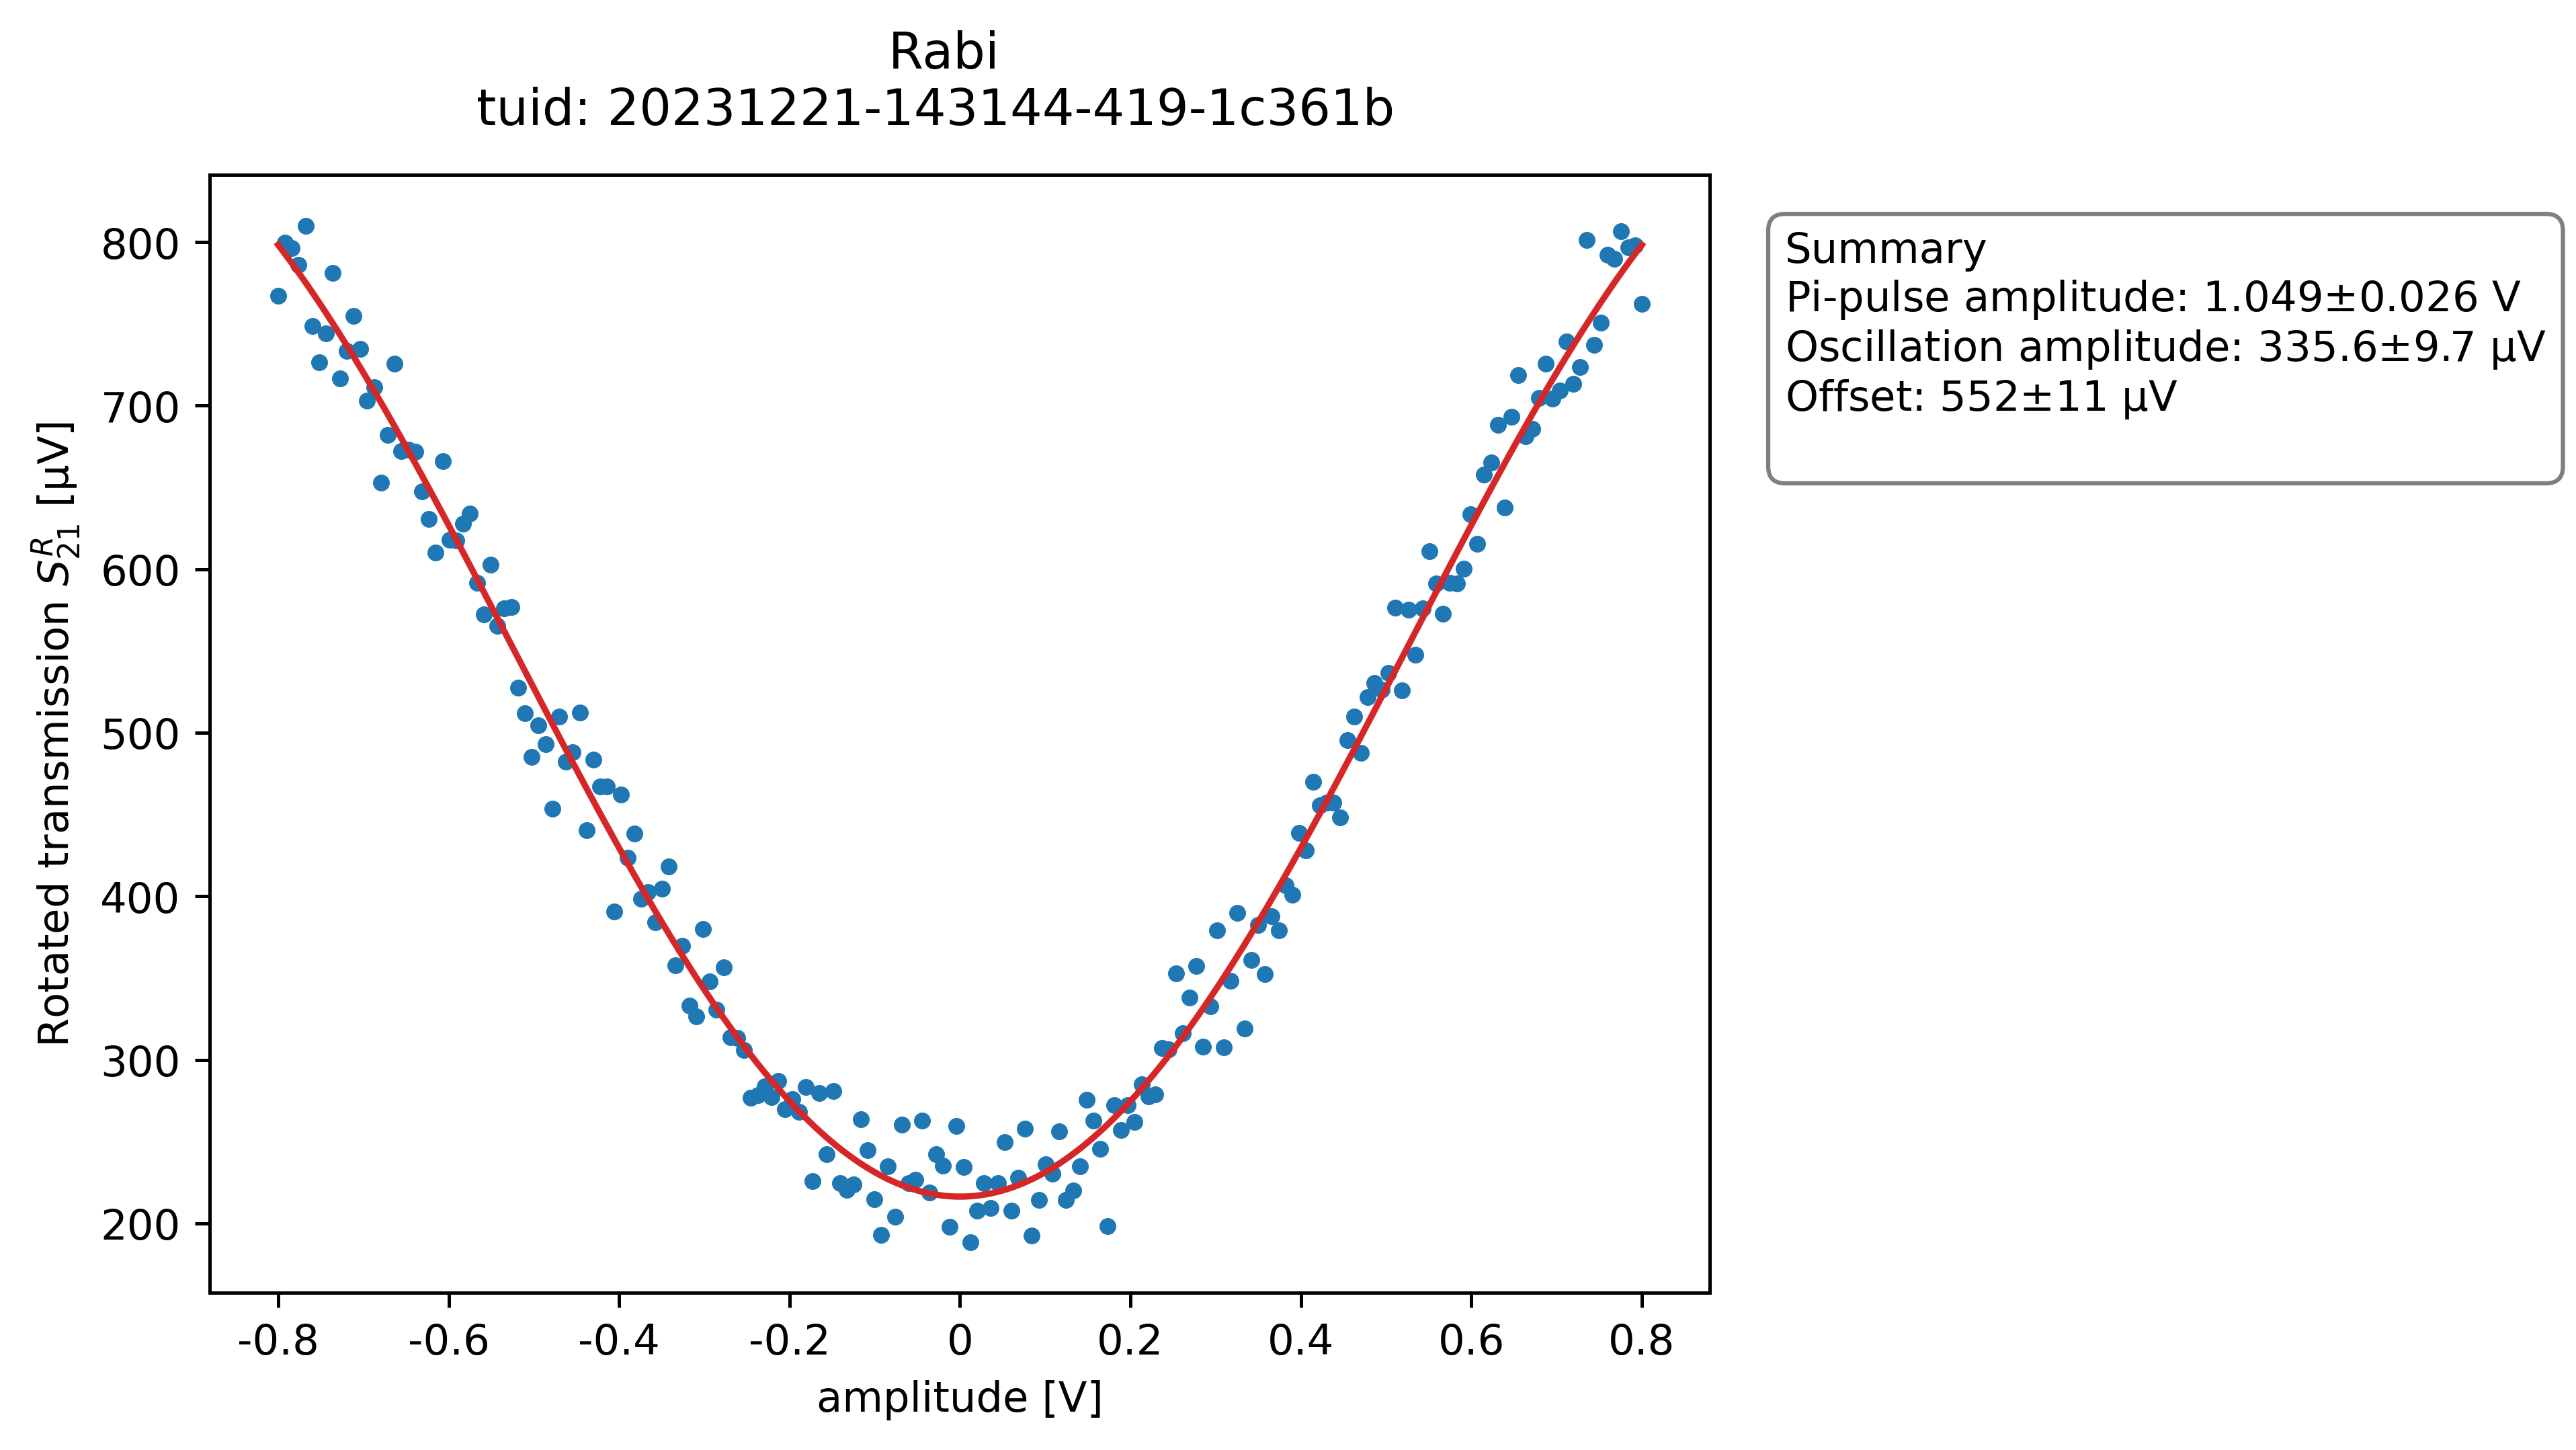 Rabi
tuid: 20231221-143144-419-1c361b
Rotated transmission $S_{21}^{R}$ [μV]
800
700
600
500
400
300
200
-0.8
-0.6
-0.4
-0.2
0
0.2
0.4
0.6
0.8
amplitude [V]
Summary
Pi-pulse amplitude: 1.049±0.026 V
Oscillation amplitude: 335.6±9.7 μV
Offset: 552±11 μV